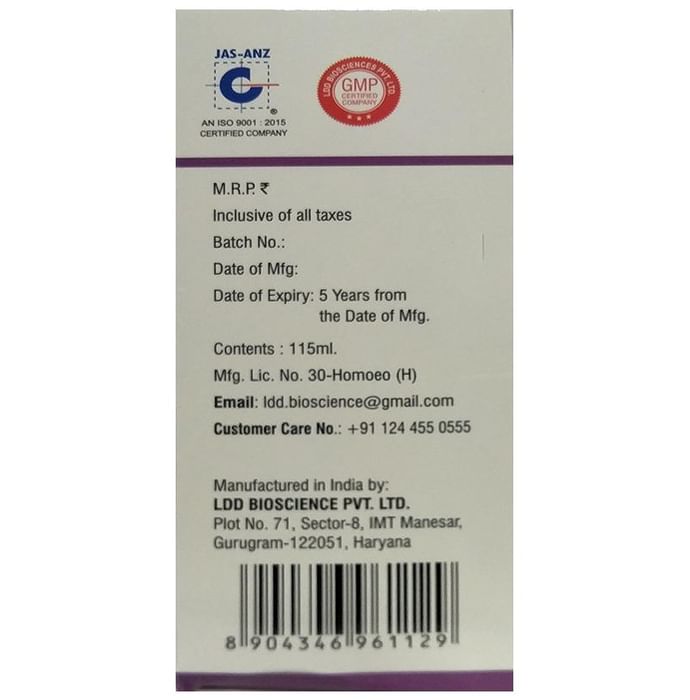 JAS-ANZ
C
®
AN ISO 9001 : 2015
CERTIFIED COMPANY
LDD BIOSCIENCES PVT. LTD
GMP
CERTIFIED
COMPANY
M.R.P. ₹
Inclusive of all taxes
Batch No.:
Date of Mfg:
Date of Expiry: 5 Years from
the Date of Mfg.
Contents : 115ml.
Mfg. Lic. No. 30-Homoeo (H)
Email: ldd.bioscience@gmail.com
Customer Care No.: +91 124 455 0555
Manufactured in India by:
LDD BIOSCIENCE PVT. LTD.
Plot No. 71, Sector-8, IMT Manesar,
Gurugram-122051, Haryana
8 904346 961129